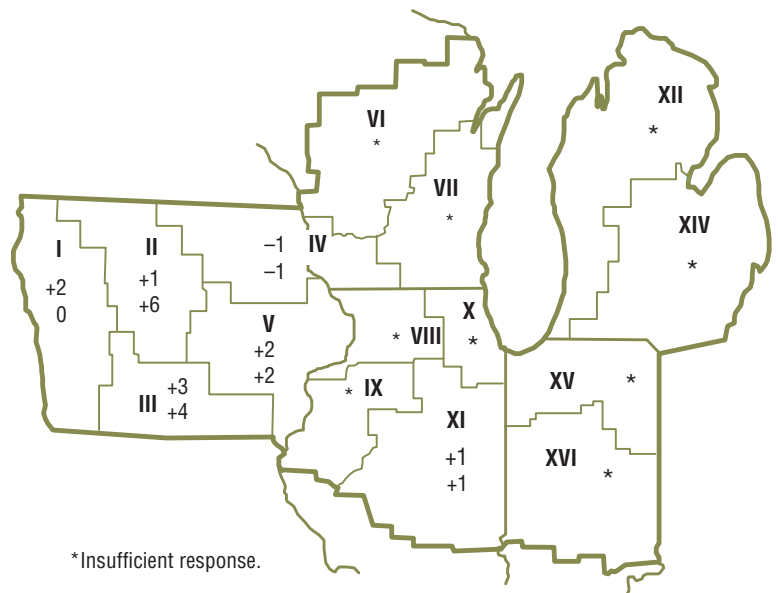 XII
*
VI
*
VII
*
XIV
*
I
+2
0
II
+1
+6
–1
–1
IV
V
+2
+2
III
+3
+4
* VIII
X
*
* IX
XI
+1
+1
XV *
XVI
*
*Insufficient response.